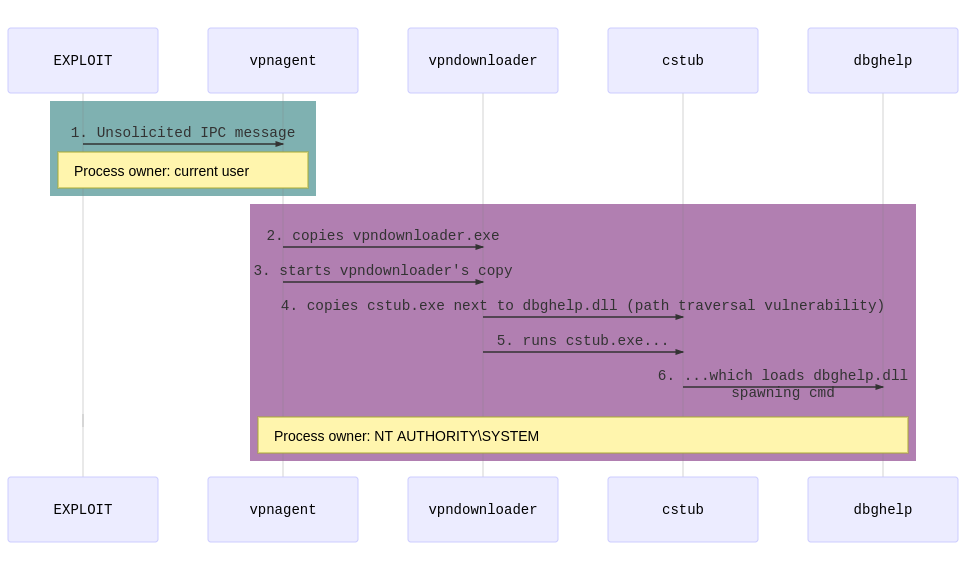 EXPLOIT vpnagent vpndownloader cstub dbghelp
1. Unsolicited IPC message
Process owner: current user
2. copies vpndownloader.exe
3. starts vpndownloader's copy
4. copies cstub.exe next to dbghelp.dll (path traversal vulnerability)
5. runs cstub.exe...
6. ...which loads dbghelp.dll
spawning cmd
Process owner: NT AUTHORITY\SYSTEM
EXPLOIT vpnagent vpndownloader cstub dbghelp